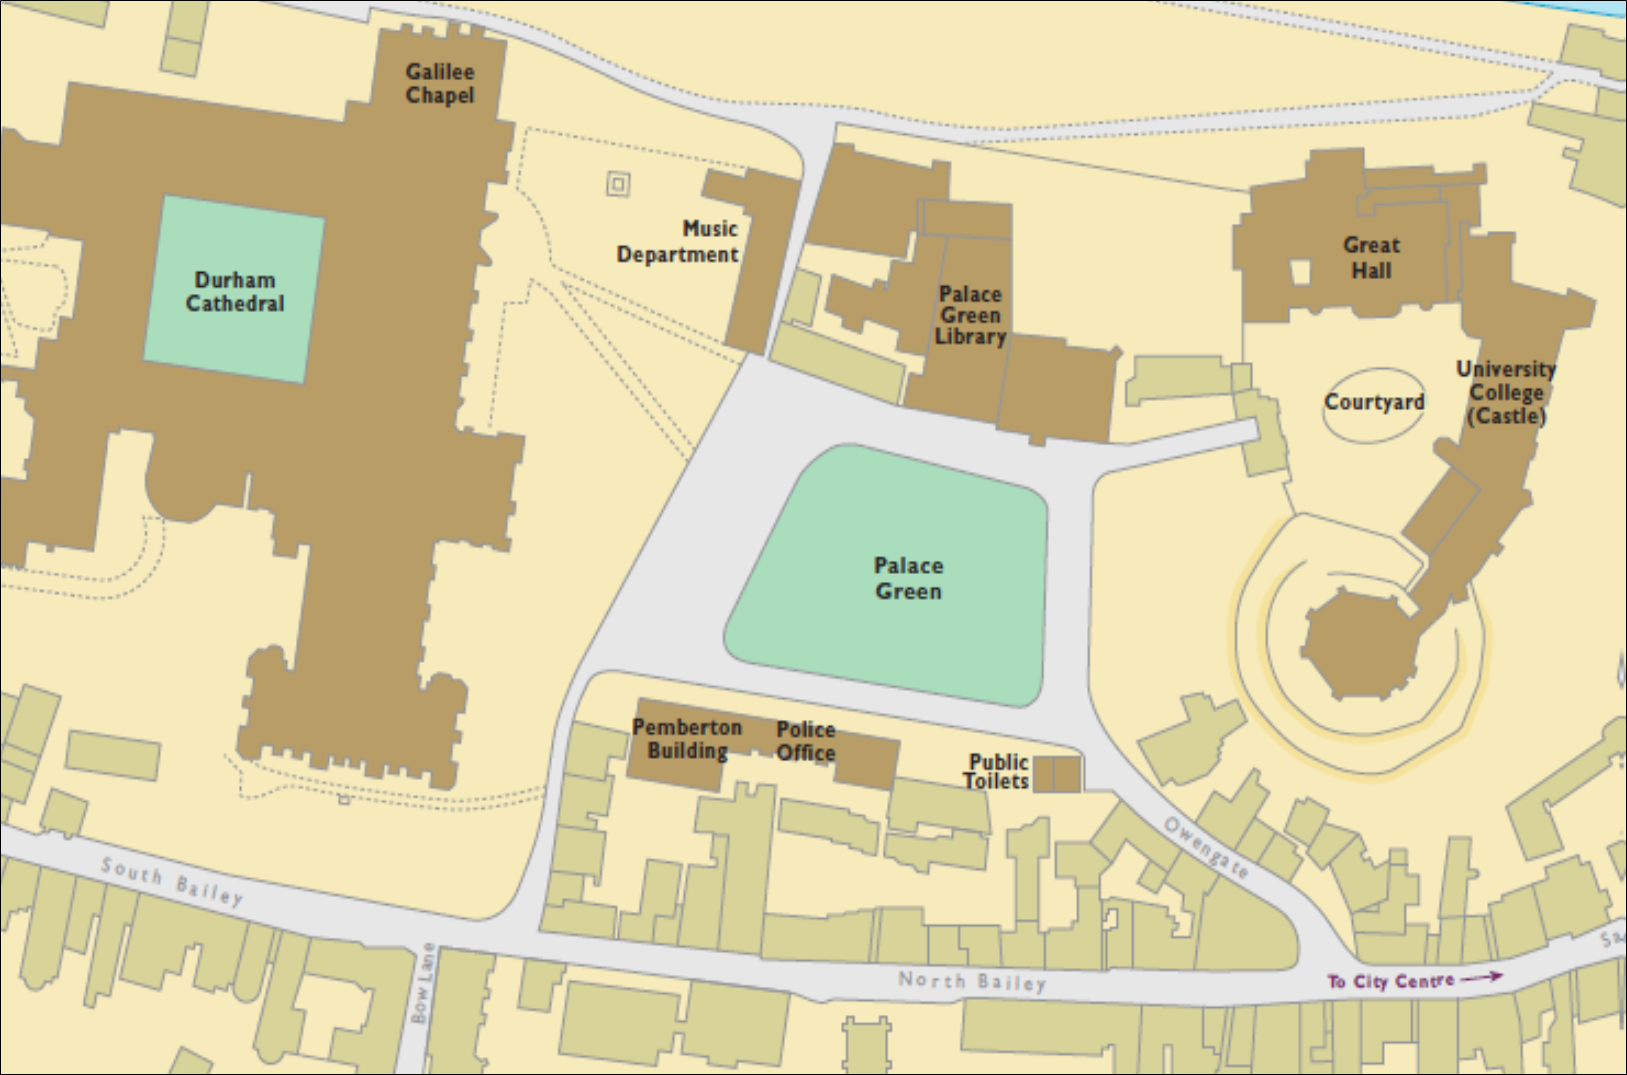 Galilee
Chapel
Durham
Cathedral
Music
Department
Palace
Green
Library
Great
Hall
University
College
(Castle)
Courtyard
Palace
Green
Pemberton
Building
Police
Office
Public
Toilets
Owengate
South Bailey
Bow Lane
North Bailey
To City Centre